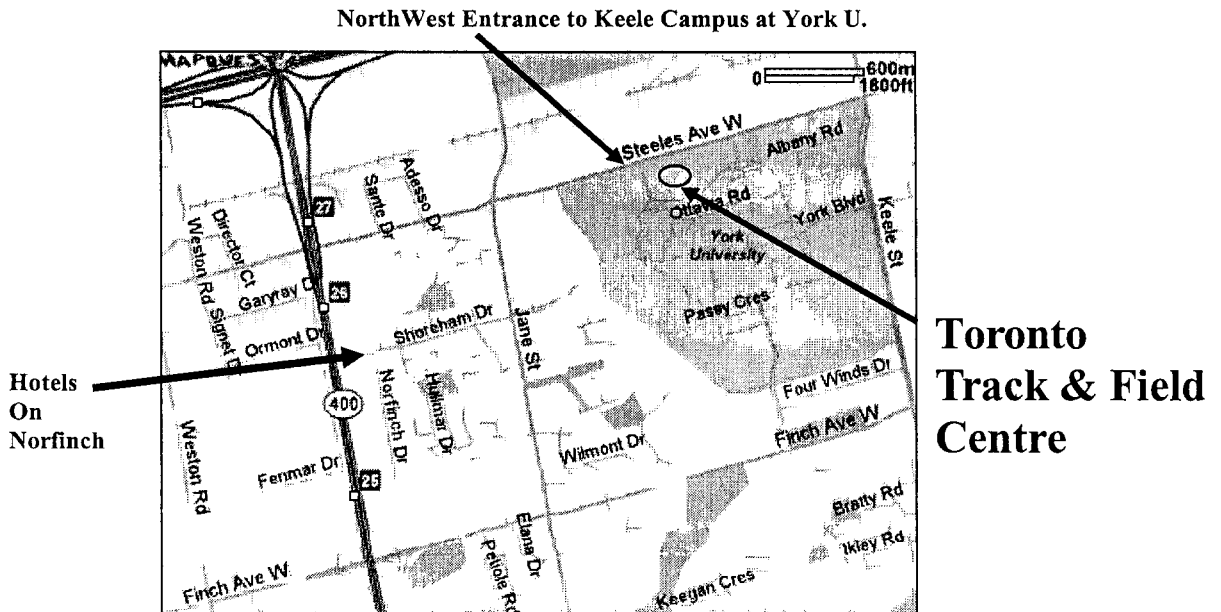 NorthWest Entrance to Keele Campus at York U.
MAPQUEST
0
600m
1800ft
Steeles Ave W
Albany Rd
Adesso Dr
Sante Dr
Ottawa Rd
York Blvd
27
Director Ct
Weston Rd
York
University
Keele St
Garyray D
26
Signet D
Shoreham Dr
Passy Cres
Jane St
Ormont Dr
Toronto
Track & Field
Centre
Hotels
On
Norfinch
400
Norfinch Dr
Hullmar Dr
Four Winds Dr
Finch Ave W
Weston Rd
Wilmont Dr
Fenmar Dr
25
Bratty Rd
Elana Dr
Ikley Rd
Petiole Rd
Finch Ave W
Keegan Cres